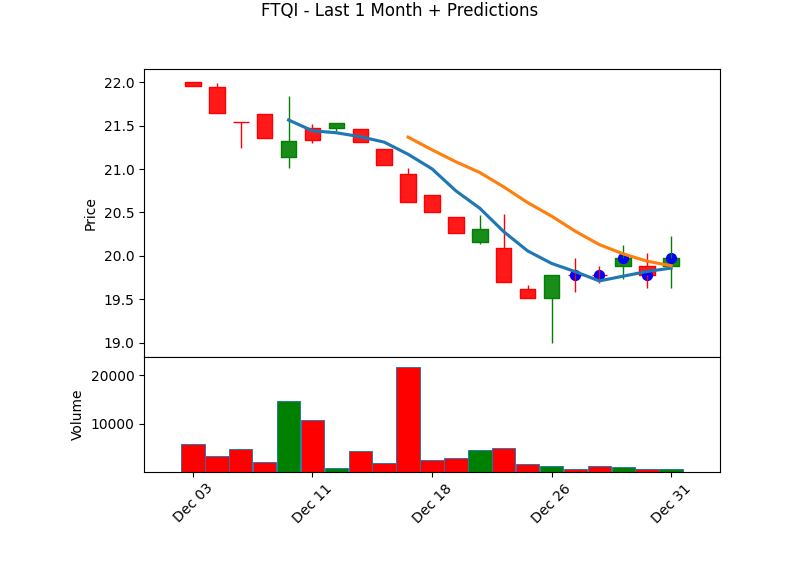 FTQI - Last 1 Month + Predictions
22.0
21.5
21.0
20.5
20.0
19.5
19.0
Price
20000
10000
Volume
Dec 03
Dec 11
Dec 18
Dec 26
Dec 31